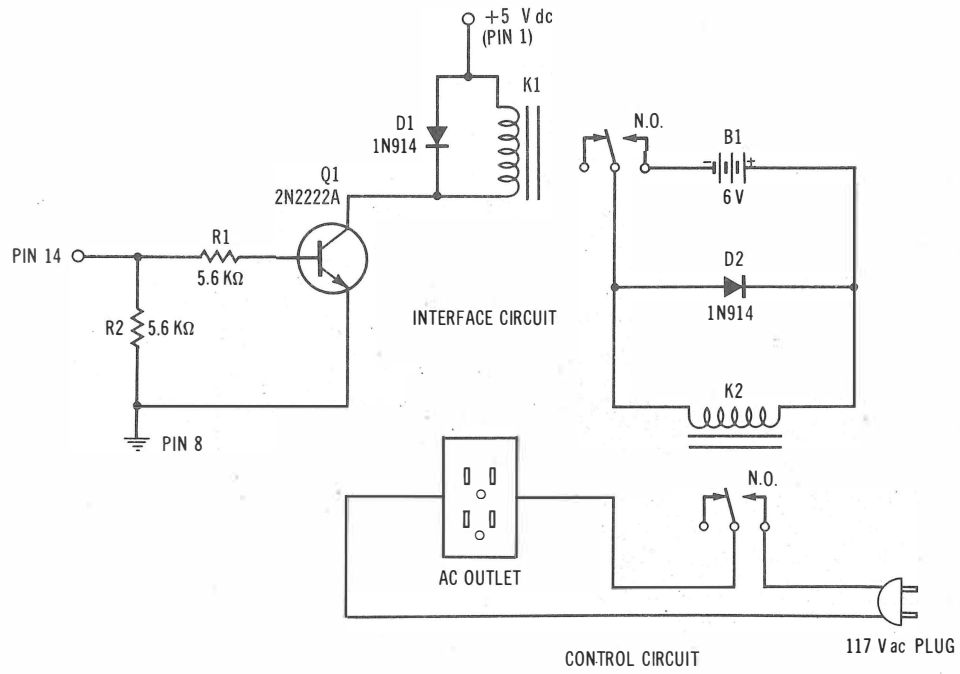 +5 V dc
(PIN 1)
K1
D1
1N914
N.O.
B1
- +
6 V
Q1
2N2222A
PIN 14
R1
5.6 KΩ
D2
1N914
R2 5.6 KΩ
INTERFACE CIRCUIT
K2
PIN 8
N.O.
AC OUTLET
117 V ac PLUG
CONTROL CIRCUIT